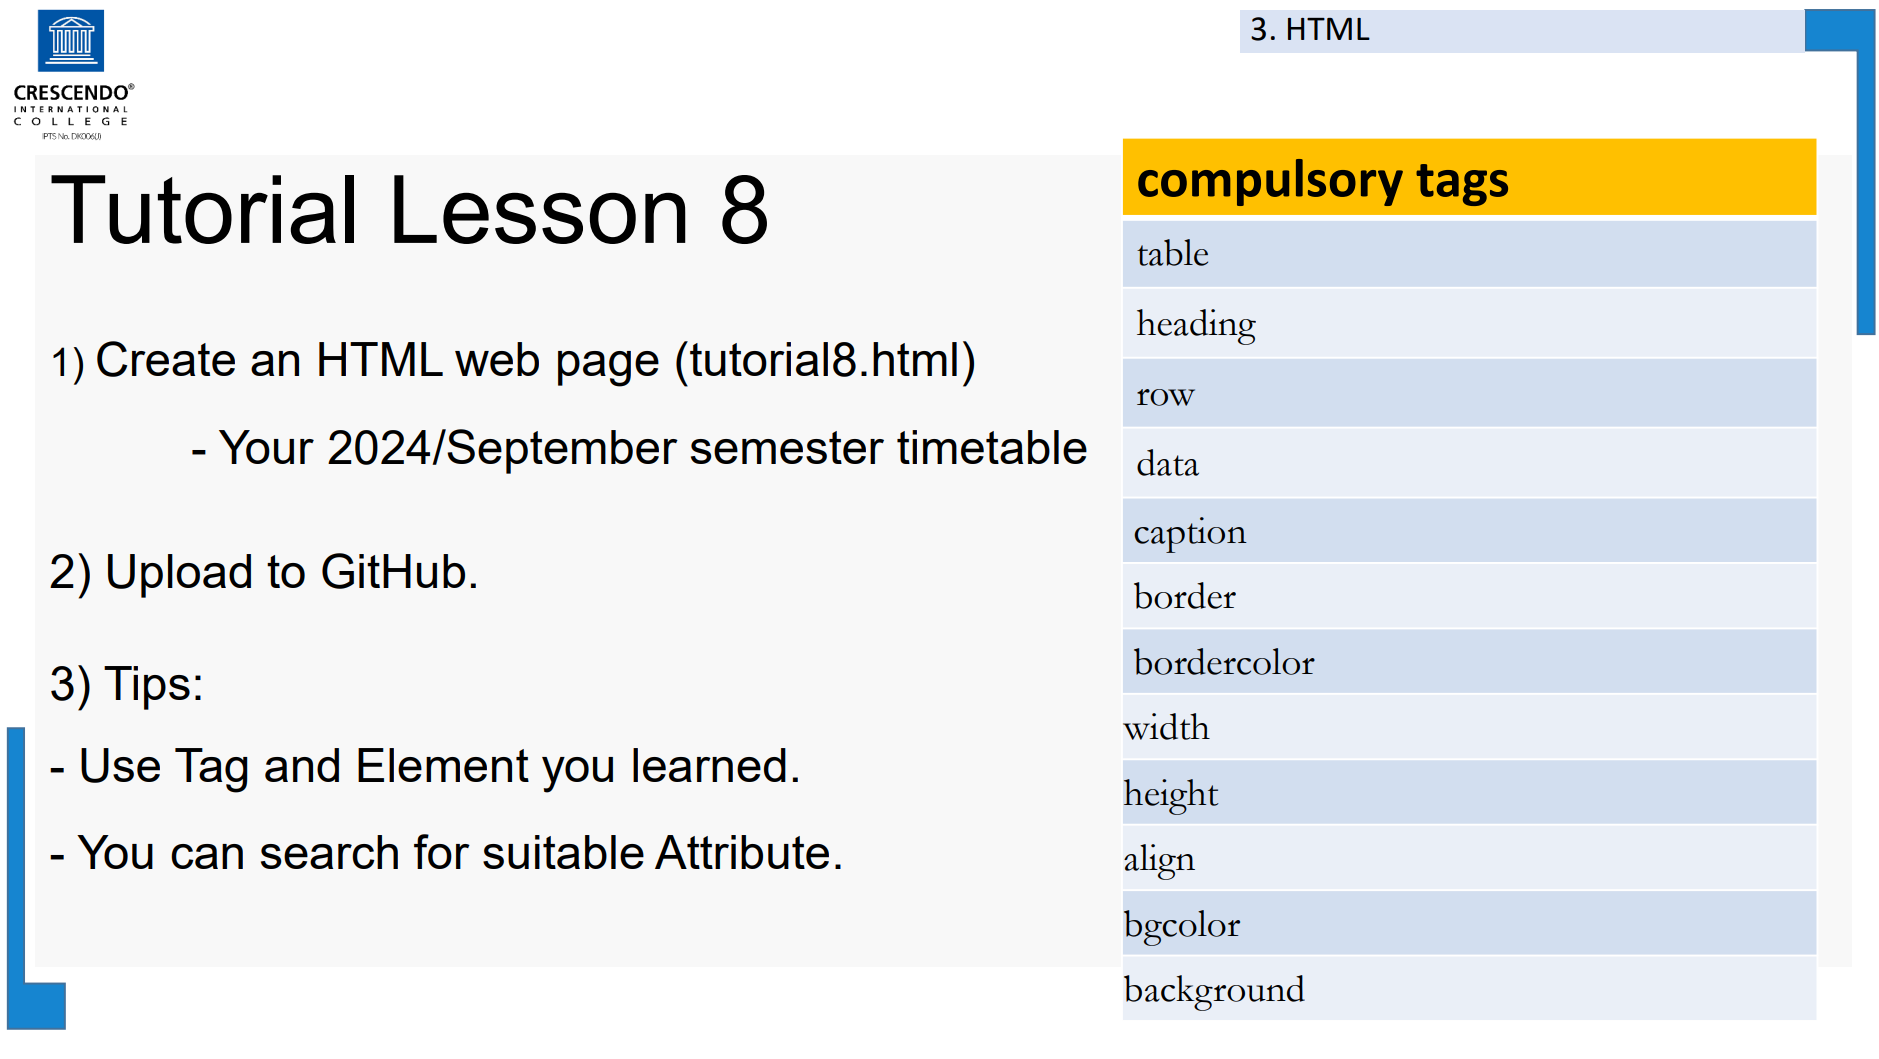 CRESCENDO®
INTERNATIONAL
COLLEGE
IPTS No. DK006(J)
3. HTML
Tutorial Lesson 8
1) Create an HTML web page (tutorial8.html)
- Your 2024/September semester timetable
2) Upload to GitHub.
3) Tips:
- Use Tag and Element you learned.
- You can search for suitable Attribute.
compulsory tags
table
heading
row
data
caption
border
bordercolor
width
height
align
bgcolor
background